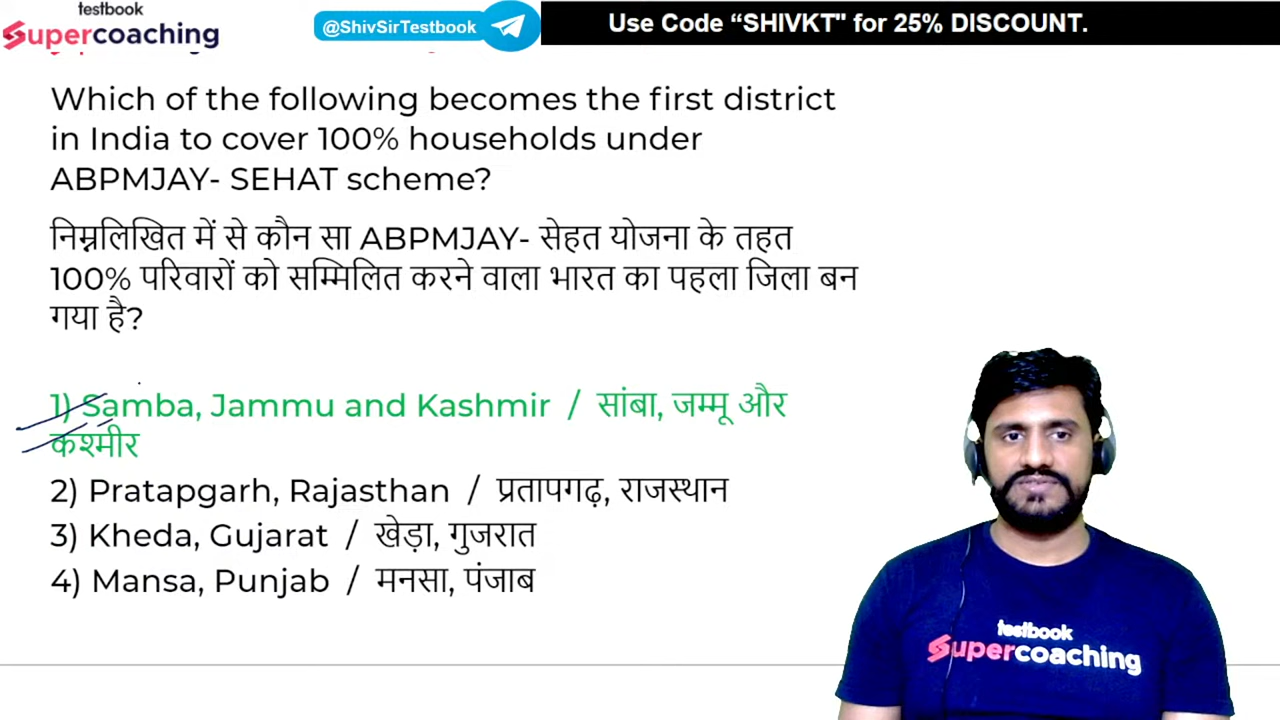 testbook
Supercoaching
@ShivSirTestbook
Use Code “SHIVKT" for 25% DISCOUNT.
Which of the following becomes the first district
in India to cover 100% households under
ABPMJAY- SEHAT scheme?
निम्नलिखित में से कौन सा ABPMJAY- सेहत योजना के तहत
100% परिवारों को सम्मिलित करने वाला भारत का पहला जिला बन
गया है?
1) Samba, Jammu and Kashmir / सांबा, जम्मू और
कश्मीर
2) Pratapgarh, Rajasthan / प्रतापगढ़, राजस्थान
3) Kheda, Gujarat / खेड़ा, गुजरात
4) Mansa, Punjab / मनसा, पंजाब
testbook
Supercoaching